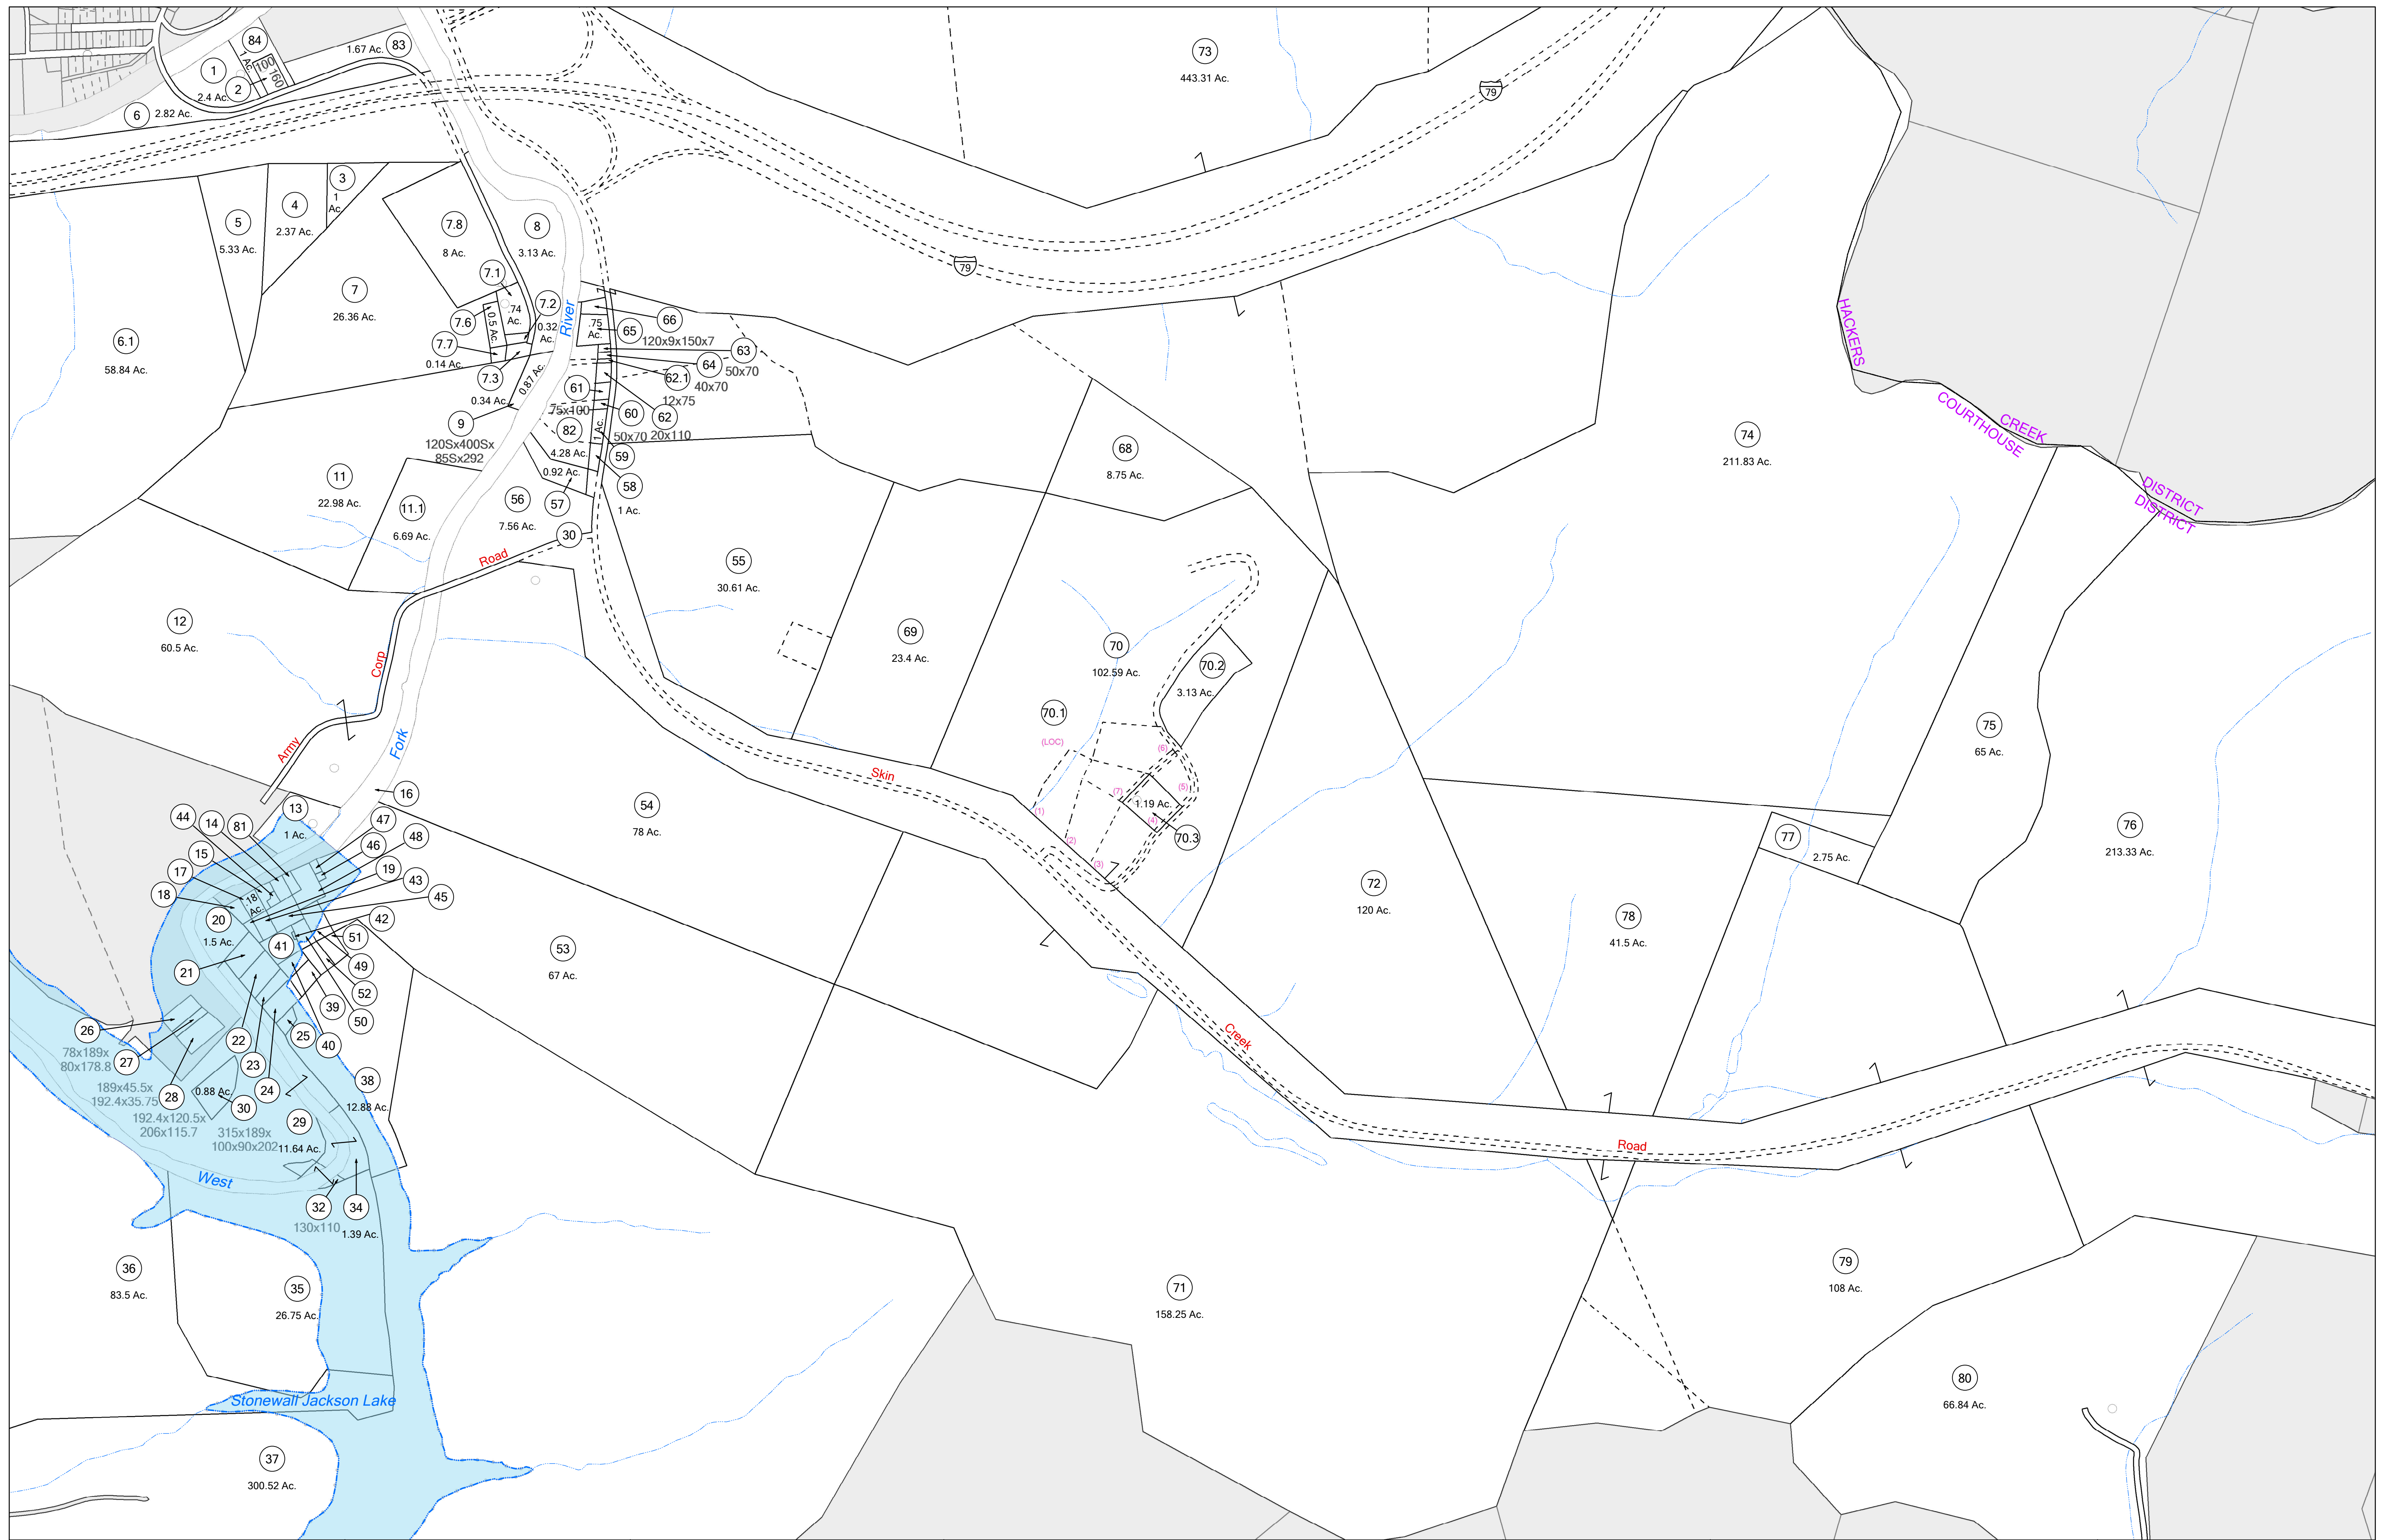 84
1 Ac.
100
160
1
2.4 Ac.
2
1.67 Ac.
83
6
2.82 Ac.
73
443.31 Ac.
79
79
3
1
Ac.
4
2.37 Ac.
5
5.33 Ac.
7.8
8 Ac.
8
3.13 Ac.
7
26.36 Ac.
6.1
58.84 Ac.
7.1
.74
Ac.
7.2
0.32
Ac.
7.6
0.5 Ac.
7.7
0.14 Ac.
7.3
0.34 Ac.
0.87 Ac.
River
66
.75
Ac.
65
120x9x150x7
63
64
50x70
62.1
40x70
12x75
61
75x100
60
62
50x70
20x110
9
120Sx400Sx
85Sx292
82
4.28 Ac.
1 Ac.
59
0.92 Ac.
57
58
1 Ac.
11
22.98 Ac.
11.1
6.69 Ac.
56
7.56 Ac.
30
Road
Corp
Army
12
60.5 Ac.
55
30.61 Ac.
68
8.75 Ac.
69
23.4 Ac.
70
102.59 Ac.
70.2
3.13 Ac.
70.1
(LOC)
(6)
(5)
(7)
1.19 Ac.
(4)
70.3
(1)
(2)
(3)
74
211.83 Ac.
HACKERS
CREEK
COURTHOUSE
DISTRICT
DISTRICT
75
65 Ac.
76
213.33 Ac.
77
2.75 Ac.
78
41.5 Ac.
72
120 Ac.
Fork
Skin
Creek
Road
54
78 Ac.
53
67 Ac.
16
13
1 Ac.
44
14
81
47
48
46
15
17
18
19
43
45
.18
Ac.
20
1.5 Ac.
42
41
51
49
52
21
39
50
26
78x189x
80x178.8
27
189x45.5x
192.4x35.75
28
192.4x120.5x
206x115.7
22
23
24
25
40
38
12.88 Ac.
0.88 Ac.
30
315x189x
100x90x202
29
11.64 Ac.
West
32
130x110
34
1.39 Ac.
36
83.5 Ac.
35
26.75 Ac.
Stonewall Jackson Lake
37
300.52 Ac.
71
158.25 Ac.
79
108 Ac.
80
66.84 Ac.